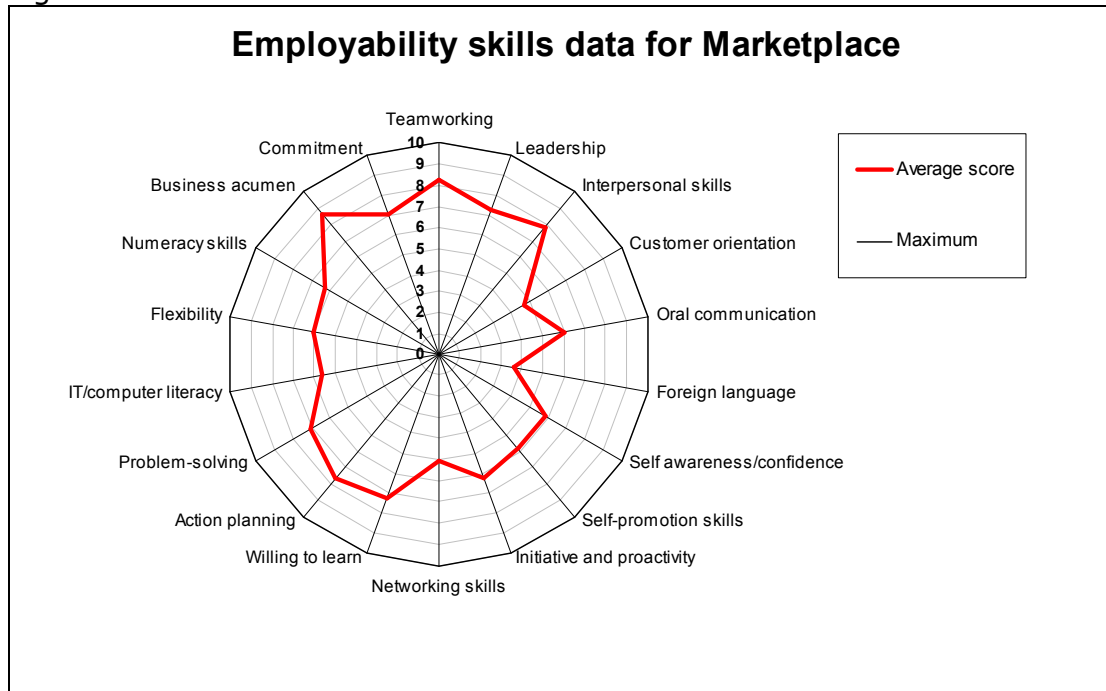 Employability skills data for Marketplace
Teamworking
Commitment
Leadership
Business acumen
Interpersonal skills
Numeracy skills
Customer orientation
Flexibility
Oral communication
IT/computer literacy
Foreign language
Problem-solving
Self awareness/confidence
Action planning
Self-promotion skills
Willing to learn
Initiative and proactivity
Networking skills
10
9
8
7
6
5
4
3
2
1
0
Average score
Maximum